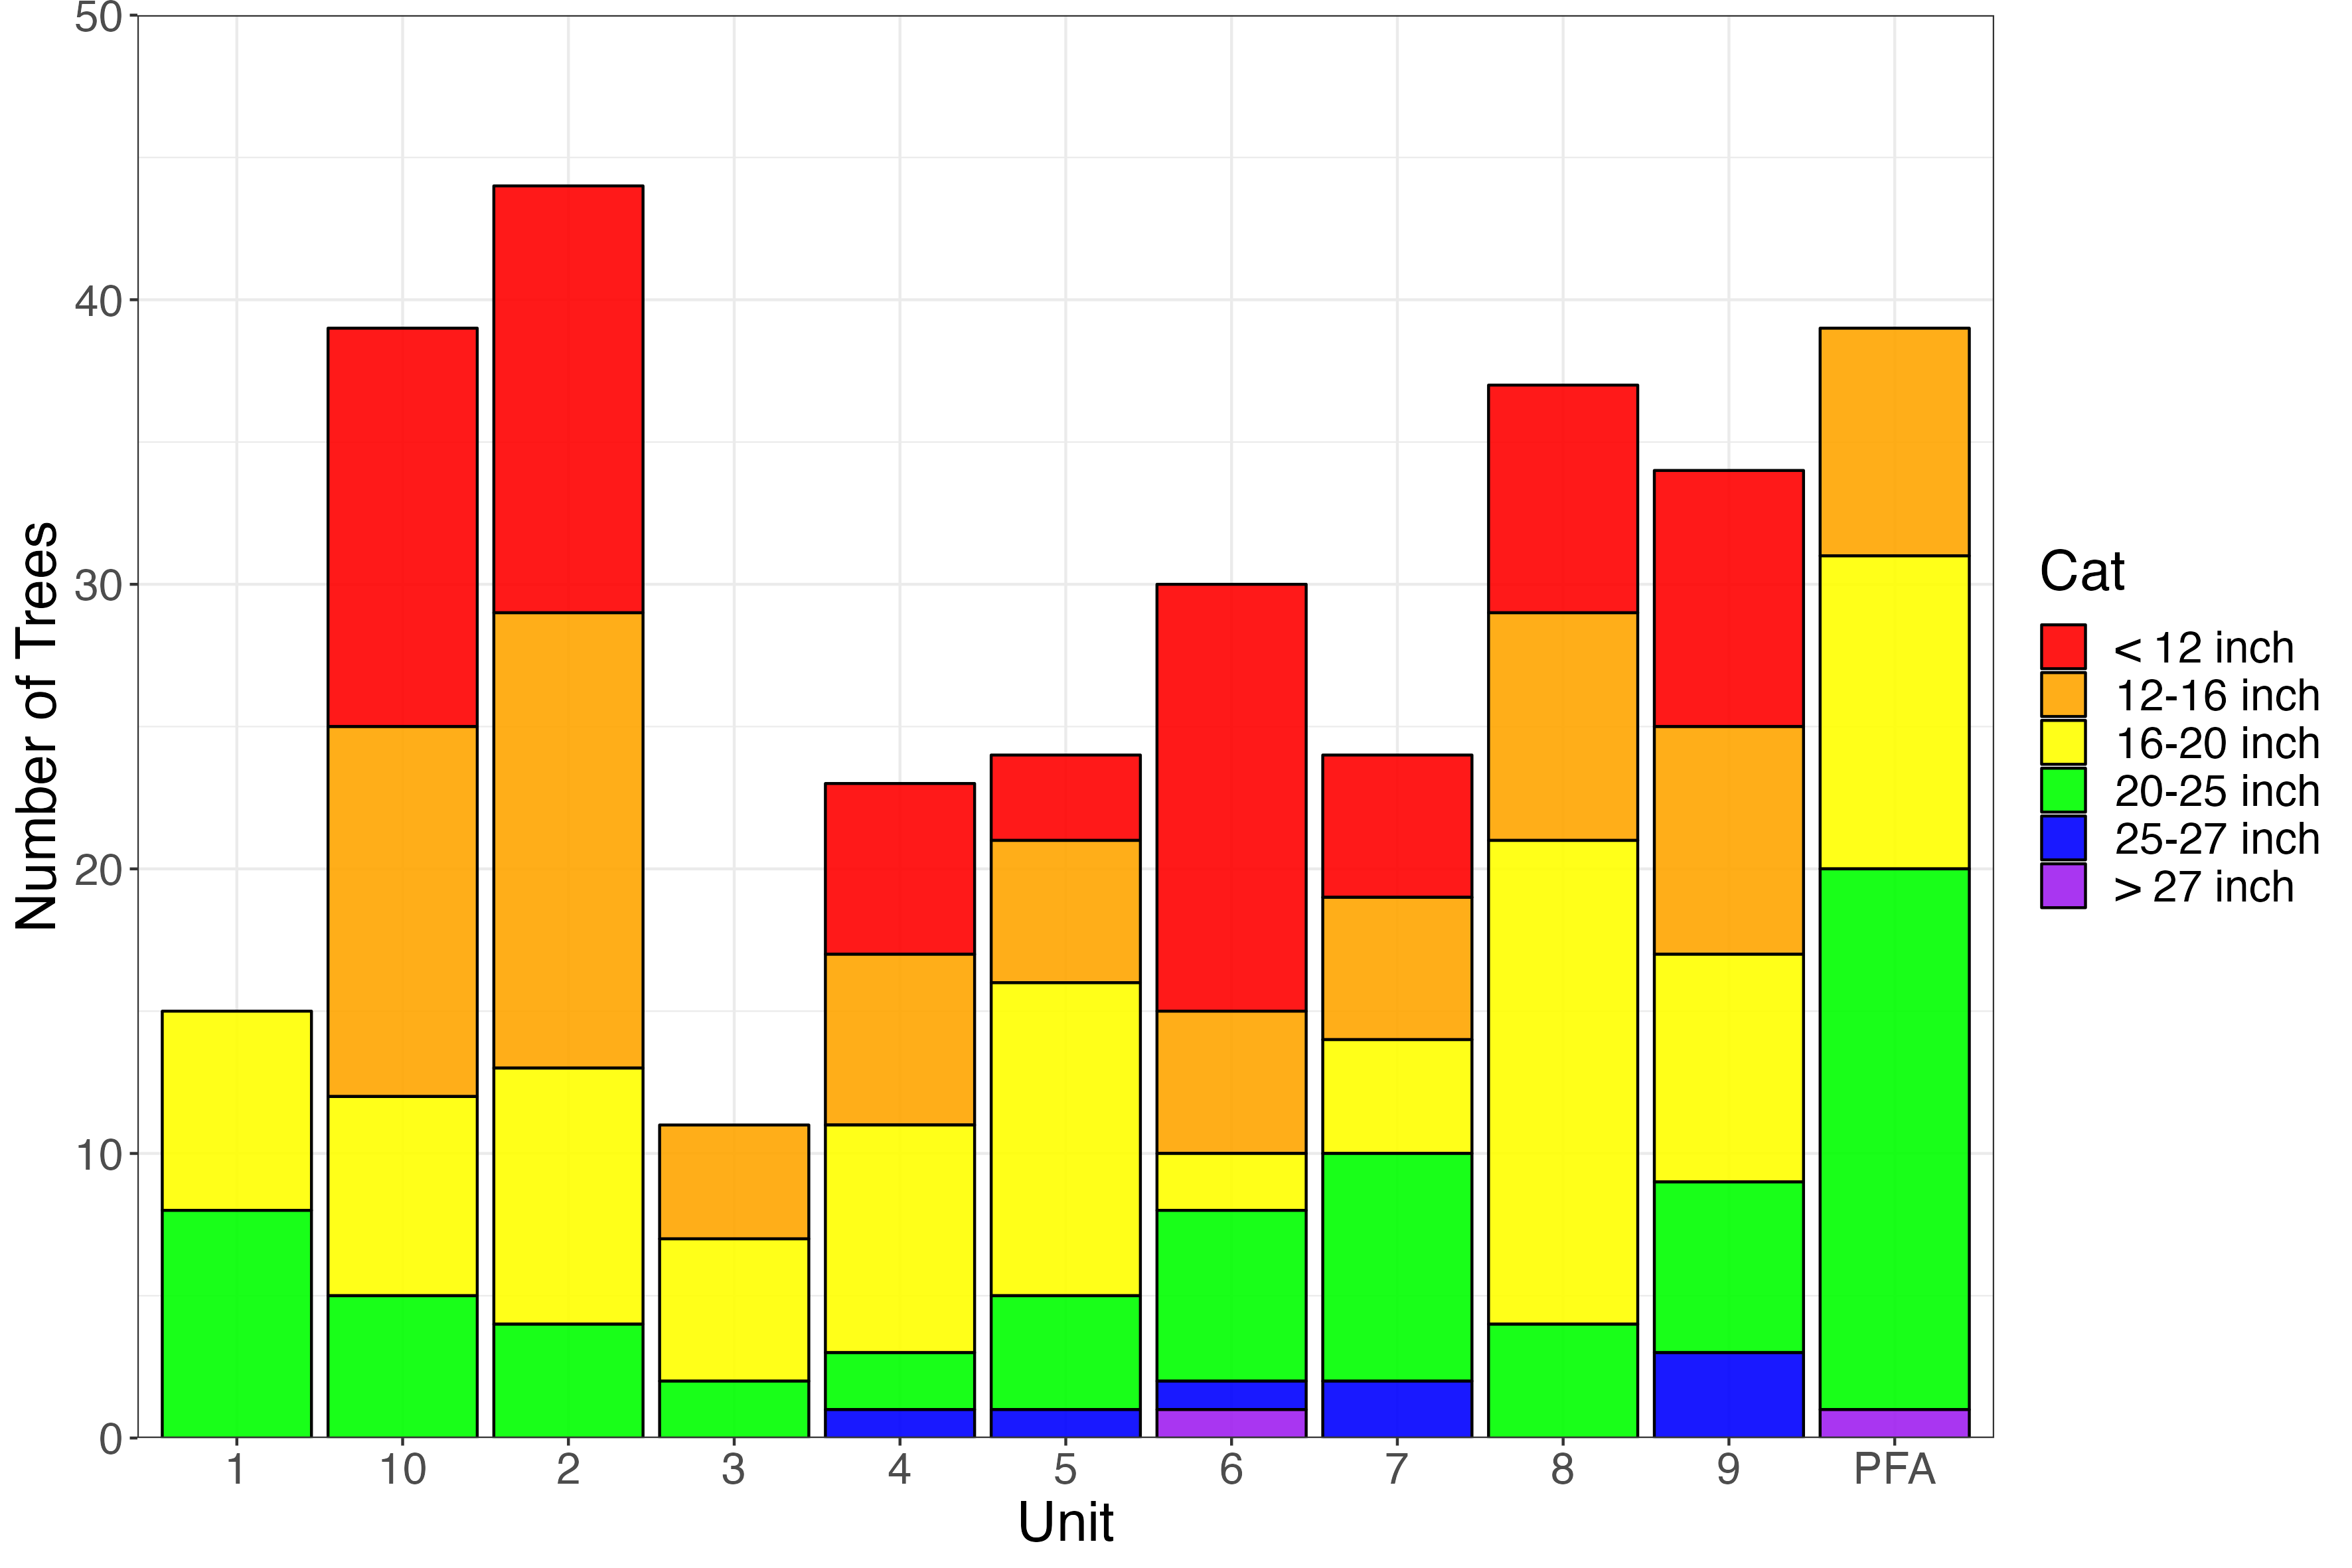 50
40
30
20
10
0
Number of Trees
1 10 2 3 4 5 6 7 8 9 PFA
Unit
Cat
< 12 inch
12-16 inch
16-20 inch
20-25 inch
25-27 inch
> 27 inch